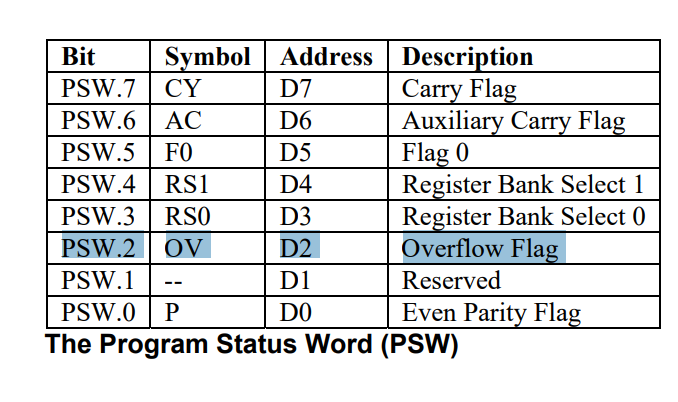 Bit Symbol Address Description
PSW.7 CY D7 Carry Flag
PSW.6 AC D6 Auxiliary Carry Flag
PSW.5 F0 D5 Flag 0
PSW.4 RS1 D4 Register Bank Select 1
PSW.3 RS0 D3 Register Bank Select 0
PSW.2 OV D2 Overflow Flag
PSW.1 -- D1 Reserved
PSW.0 P D0 Even Parity Flag
The Program Status Word (PSW)